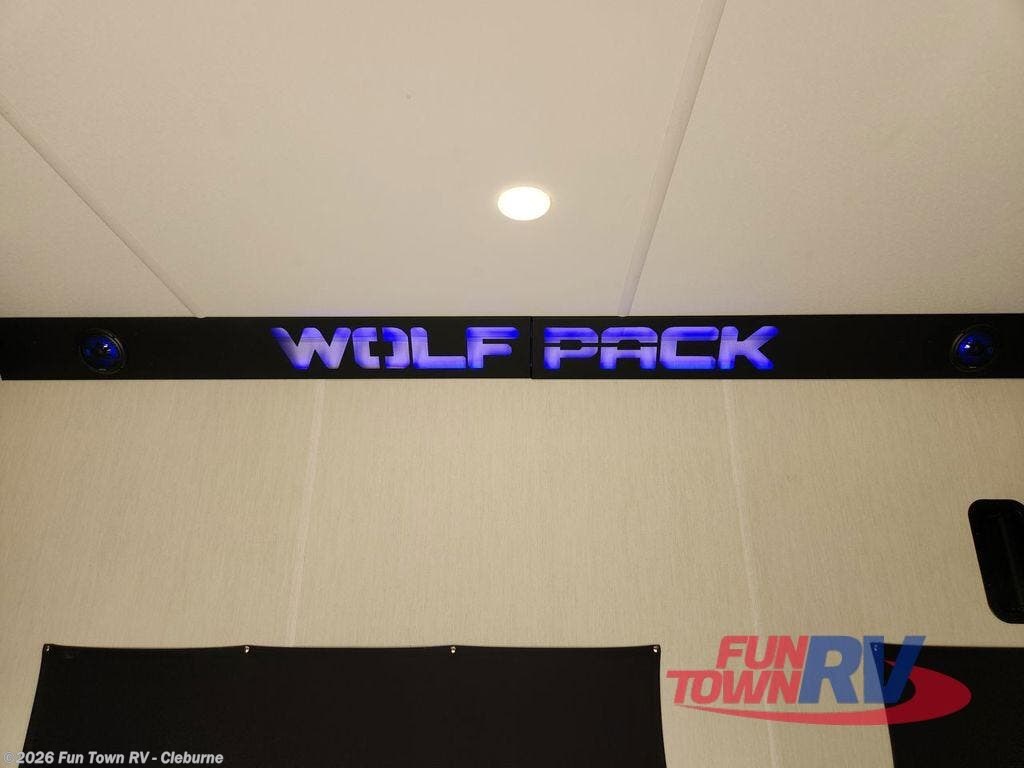 WOLF PACK
FUN
TOWN RV
©2026 Fun Town RV - Cleburne